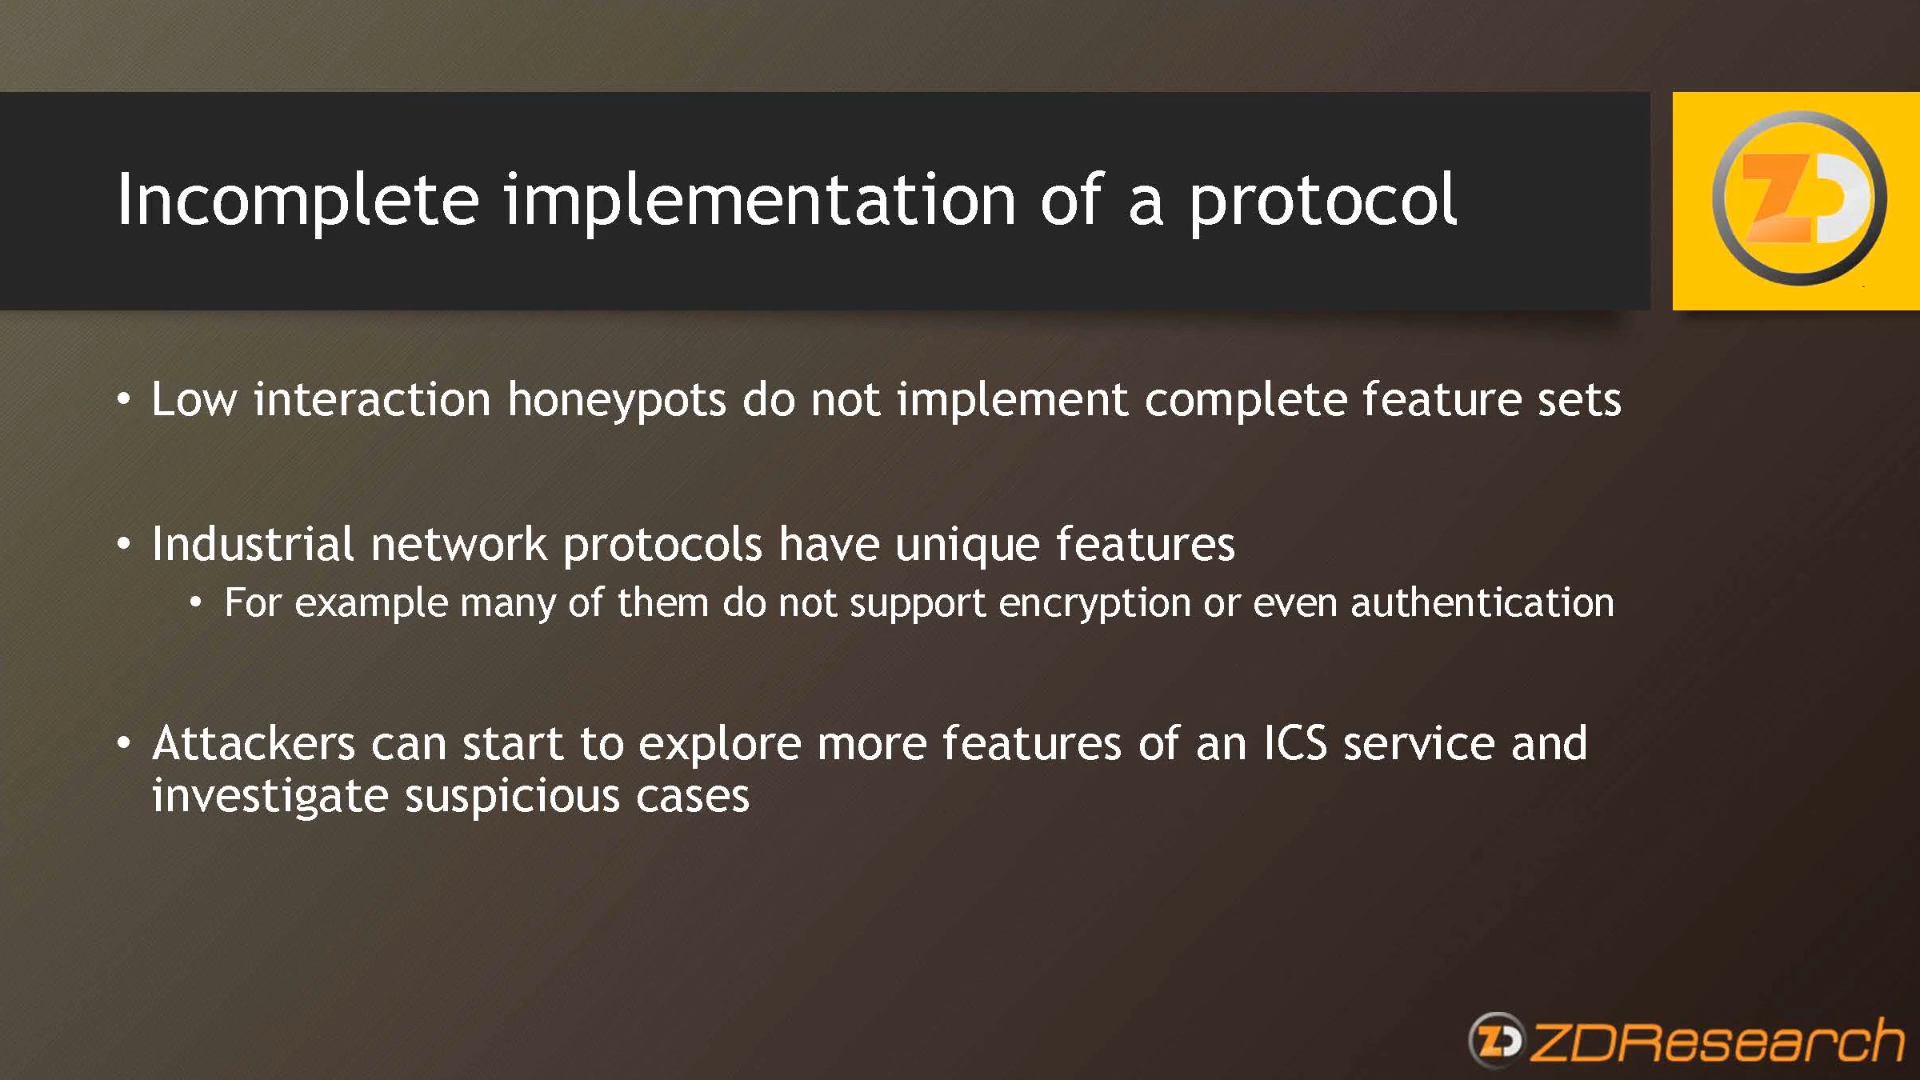 Incomplete implementation of a protocol
ZD
• Low interaction honeypots do not implement complete feature sets
• Industrial network protocols have unique features
• For example many of them do not support encryption or even authentication
• Attackers can start to explore more features of an ICS service and
investigate suspicious cases
ZD ZDResearch